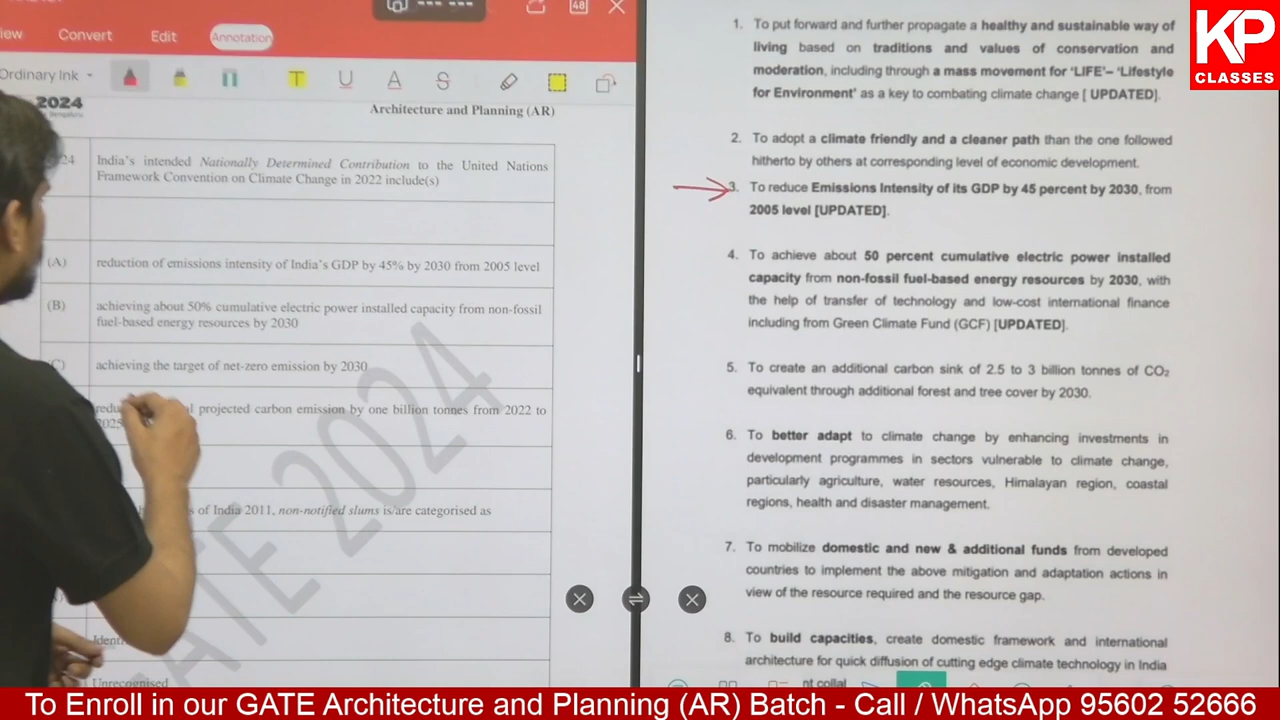 48
iew
Convert
Edit
Annotation
Ordinary Ink
T
U
A
S
2024
Architecture and Planning (AR)
24
India's intended Nationally Determined Contribution to the United Nations
Framework Convention on Climate Change in 2022 include(s)
(A)
reduction of emissions intensity of India's GDP by 45% by 2030 from 2005 level
(B)
achieving about 50% cumulative electric power installed capacity from non-fossil
fuel-based energy resources by 2030
C)
achieving the target of net-zero emission by 2030
projected carbon emission by one billion tonnes from 2022 to
2025
of India 2011, non-notified slums is/are categorised as
Identi
Unrecognised
GATE 2024
1. To put forward and further propagate a healthy and sustainable way of
living based on traditions and values of conservation and
moderation, including through a mass movement for 'LIFE'– 'Lifestyle
for Environment' as a key to combating climate change [ UPDATED].
2. To adopt a climate friendly and a cleaner path than the one followed
hitherto by others at corresponding level of economic development.
3. To reduce Emissions Intensity of its GDP by 45 percent by 2030, from
2005 level [UPDATED].
4. To achieve about 50 percent cumulative electric power installed
capacity from non-fossil fuel-based energy resources by 2030, with
the help of transfer of technology and low-cost international finance
including from Green Climate Fund (GCF) [UPDATED].
5. To create an additional carbon sink of 2.5 to 3 billion tonnes of CO₂
equivalent through additional forest and tree cover by 2030.
6. To better adapt to climate change by enhancing investments in
development programmes in sectors vulnerable to climate change,
particularly agriculture, water resources, Himalayan region, coastal
regions, health and disaster management.
7. To mobilize domestic and new & additional funds from developed
countries to implement the above mitigation and adaptation actions in
view of the resource required and the resource gap.
8. To build capacities, create domestic framework and international
architecture for quick diffusion of cutting edge climate technology in India
KP
CLASSES
To Enroll in our GATE Architecture and Planning (AR) Batch - Call / WhatsApp 95602 52666